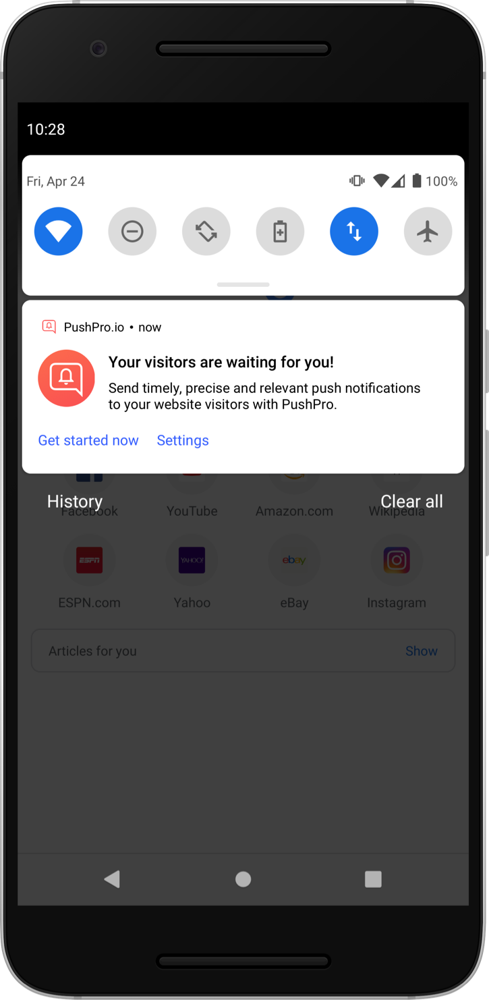 10:28
Fri, Apr 24
100%
PushPro.io • now
Your visitors are waiting for you!
Send timely, precise and relevant push notifications
to your website visitors with PushPro.
Get started now Settings
History Clear all
Facebook YouTube Amazon.com Wikipedia
ESPN YAHOO! ebay
ESPN.com Yahoo eBay Instagram
Articles for you Show